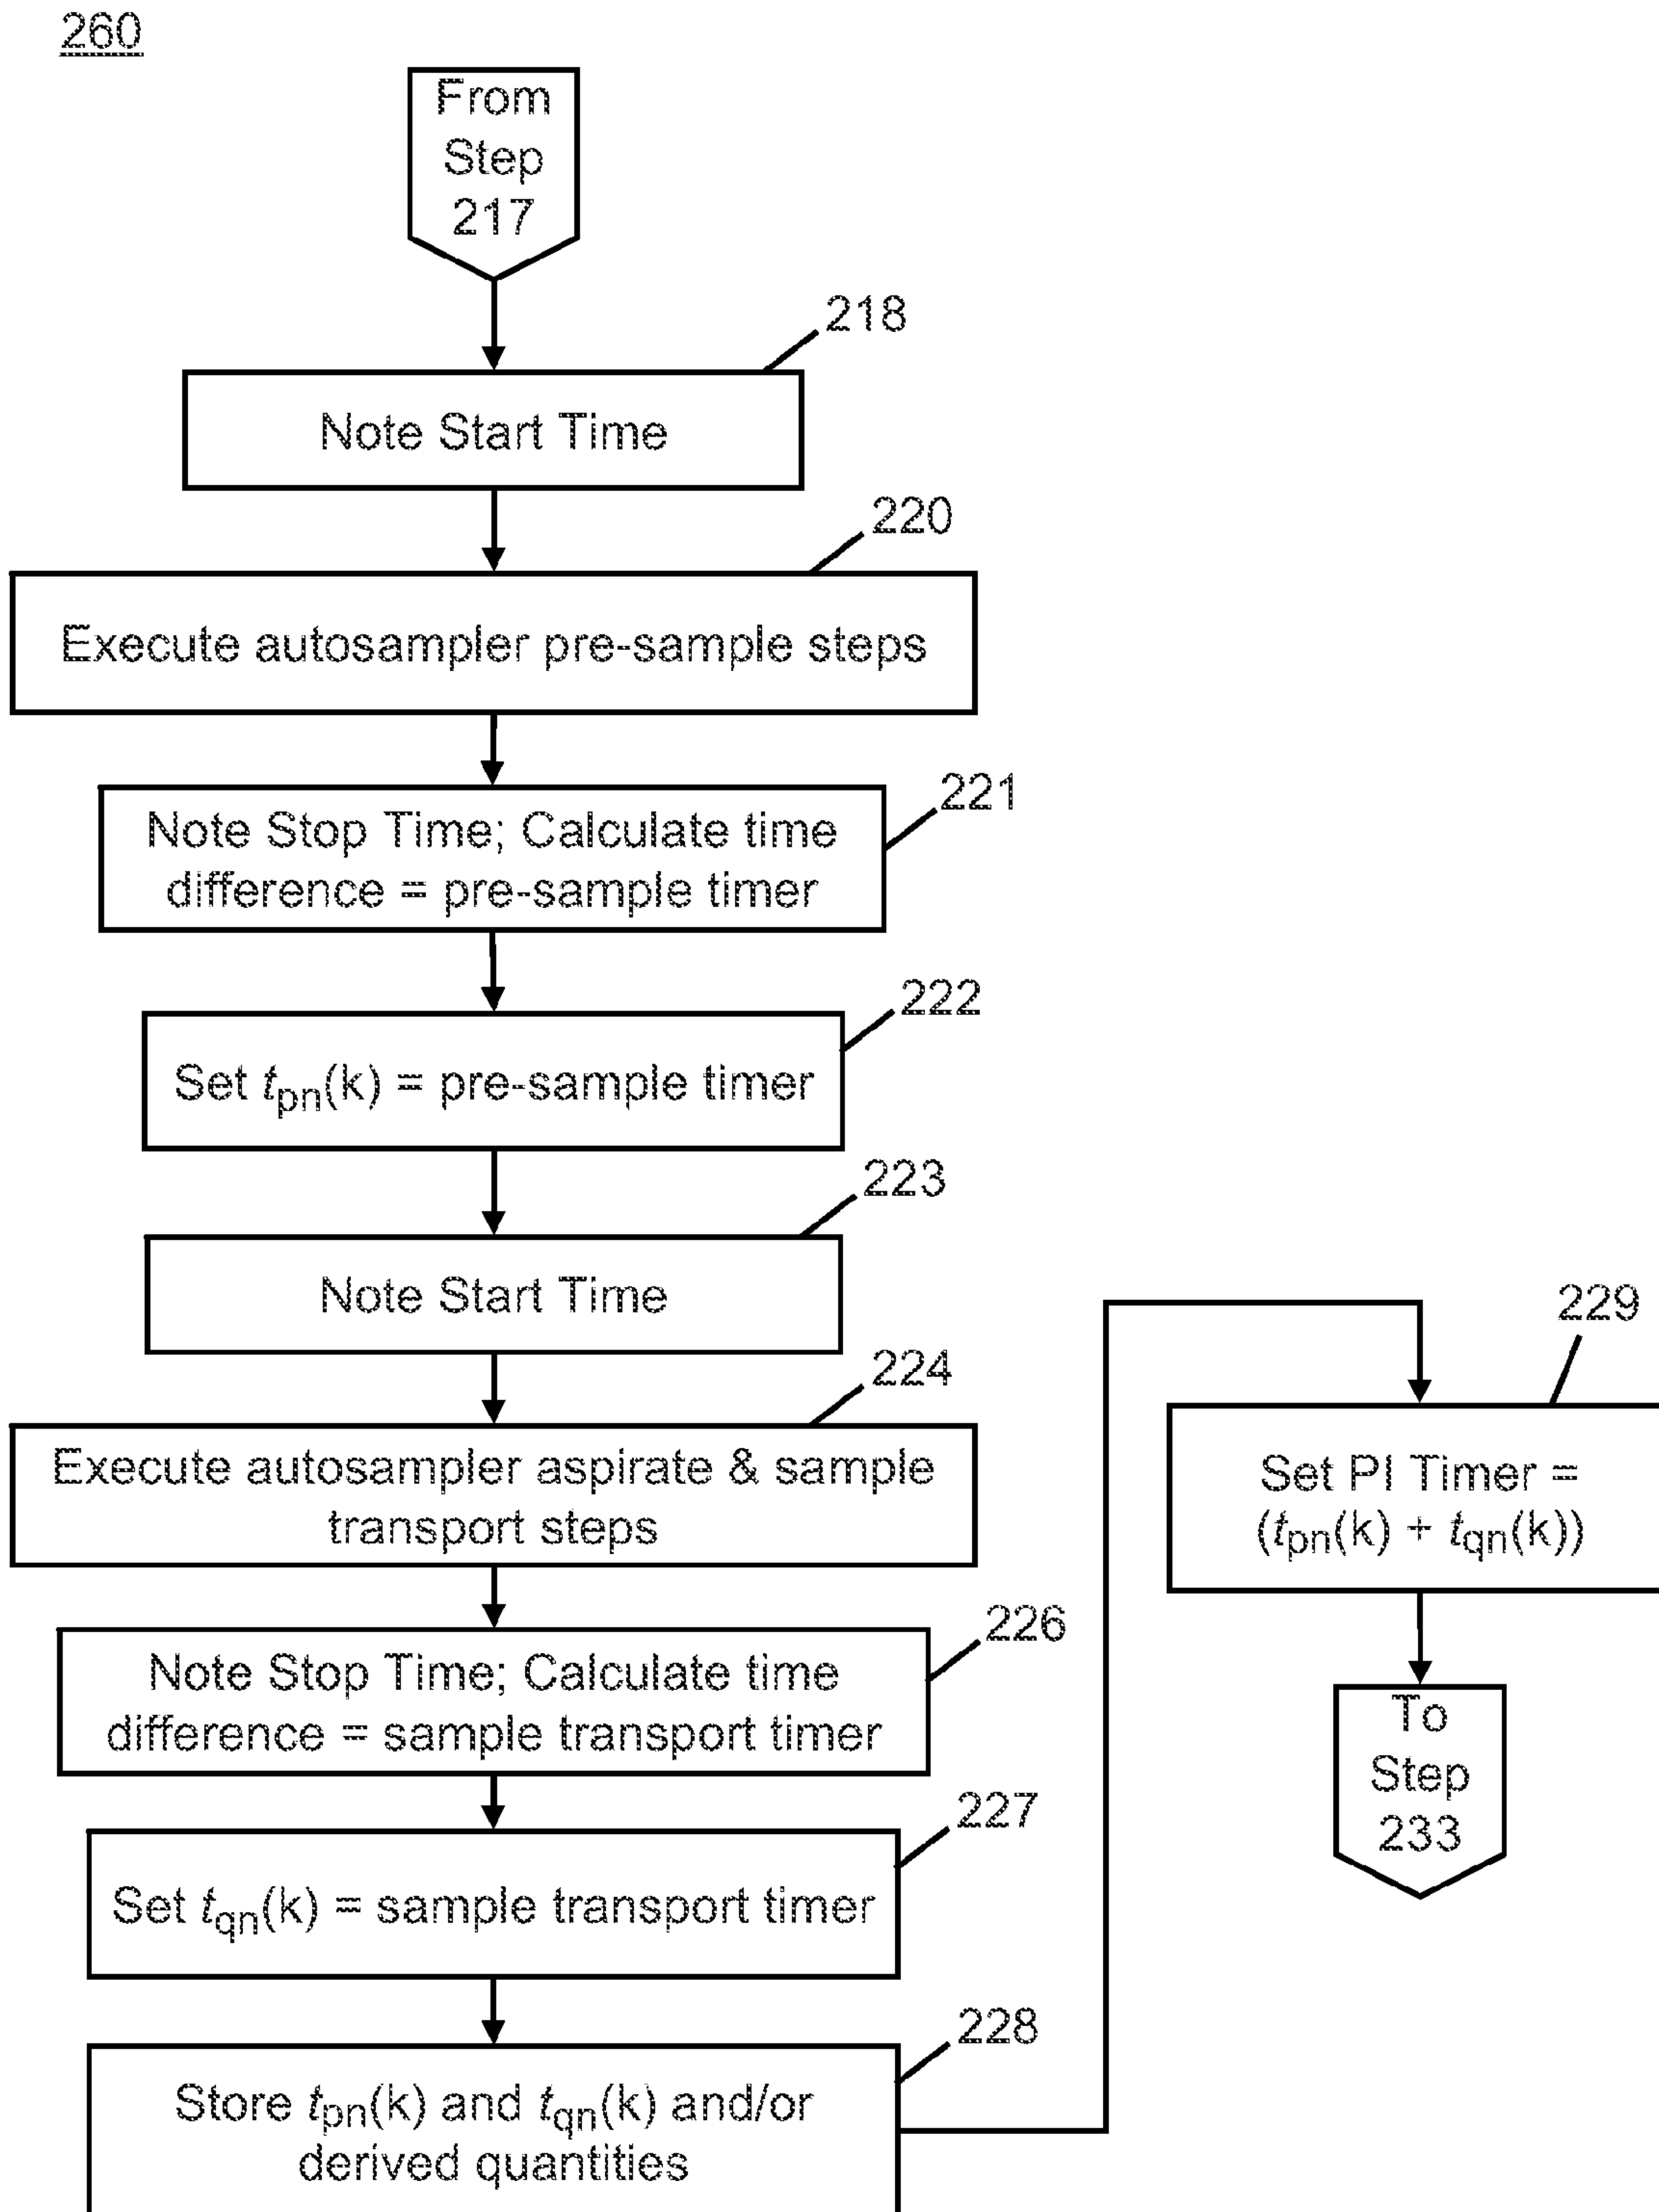 260
From
Step
217
218
Note Start Time
220
Execute autosampler pre-sample steps
221
Note Stop Time; Calculate time
difference = pre-sample timer
222
Set tpn(k) = pre-sample timer
223
Note Start Time
224
Execute autosampler aspirate & sample
transport steps
226
Note Stop Time; Calculate time
difference = sample transport timer
227
Set tqn(k) = sample transport timer
228
Store tpn(k) and tqn(k) and/or
derived quantities
229
Set PI Timer =
(tpn(k) + tqn(k))
To
Step
233